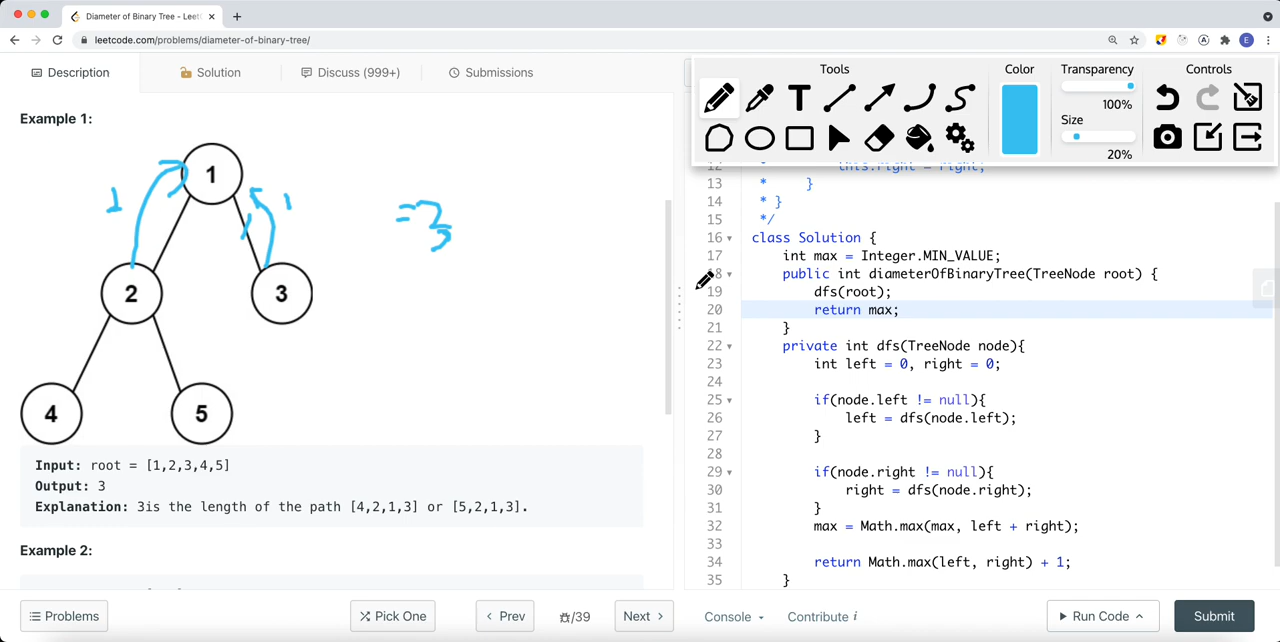 Diameter of Binary Tree - Leet
leetcode.com/problems/diameter-of-binary-tree/
E
Description
Solution
Discuss (999+)
Submissions
Tools
Color
Transparency
Controls
100%
Size
20%
Example 1:
1
2
3
4
5
1
1
=3
Input: root = [1,2,3,4,5]
Output: 3
Explanation: 3is the length of the path [4,2,1,3] or [5,2,1,3].
Example 2:
12 * this.right = right;
13 * }
14 * }
15 */
16 class Solution {
17 int max = Integer.MIN_VALUE;
18 public int diameterOfBinaryTree(TreeNode root) {
19 dfs(root);
20 return max;
21 }
22 private int dfs(TreeNode node){
23 int left = 0, right = 0;
24
25 if(node.left != null){
26 left = dfs(node.left);
27 }
28
29 if(node.right != null){
30 right = dfs(node.right);
31 }
32 max = Math.max(max, left + right);
33
34 return Math.max(left, right) + 1;
35 }
Problems
Pick One
Prev
/39
Next
Console
Contribute i
Run Code
Submit